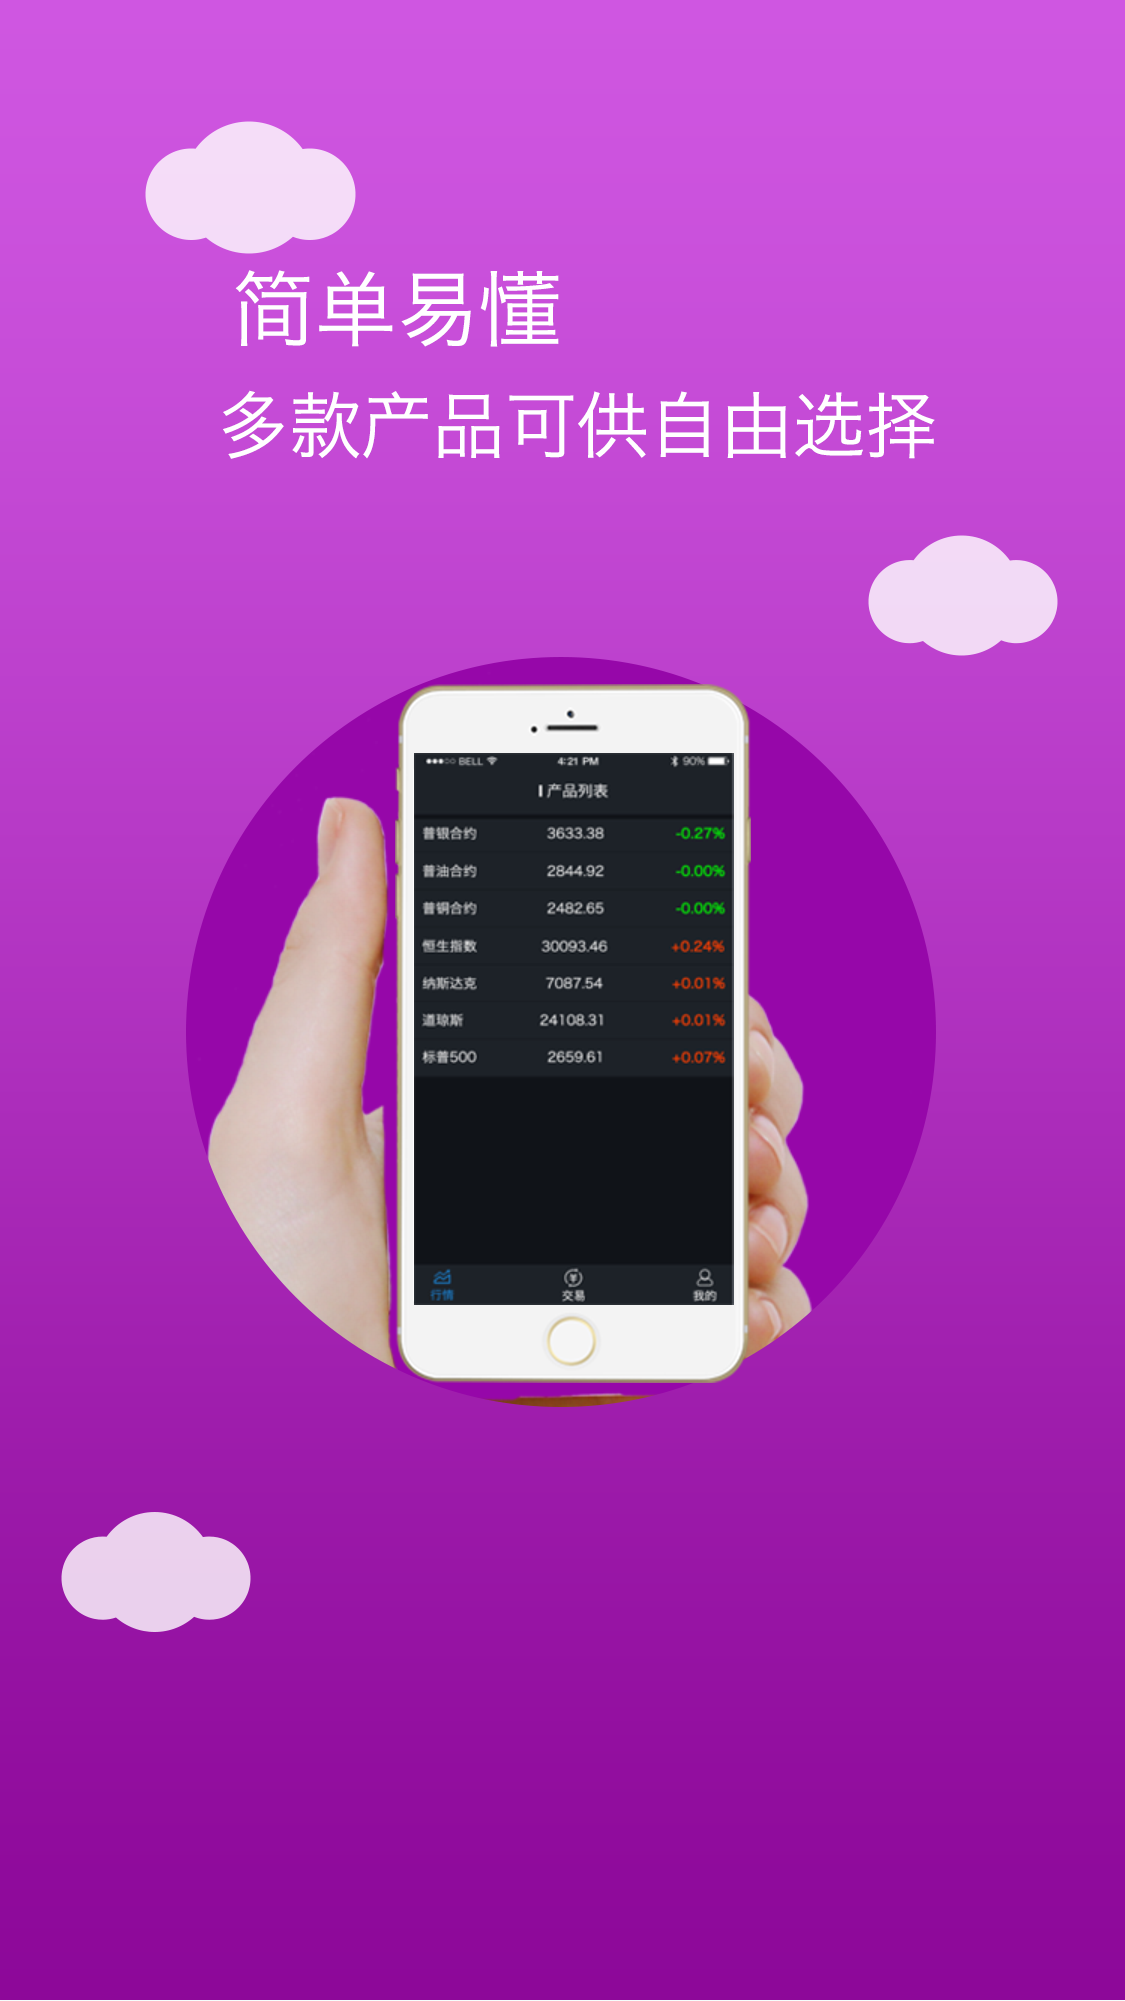 简单易懂
多款产品可供自由选择
BELL 4:21 PM 90%
产品列表
普银合约 3633.38 -0.27%
普油合约 2844.92 -0.00%
普铜合约 2482.65 -0.00%
恒生指数 30093.46 +0.24%
纳斯达克 7087.54 +0.01%
道琼斯 24108.31 +0.01%
标普500 2659.61 +0.07%
行情 交易 我的